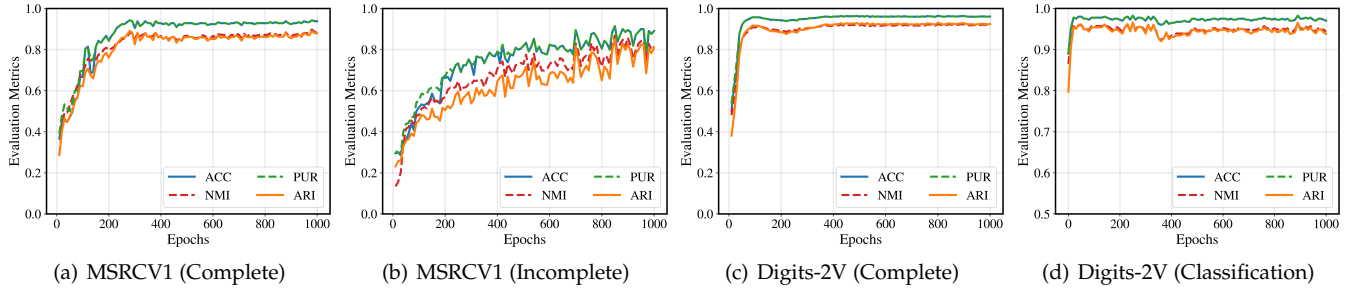 Evaluation Metrics
1.0
0.8
0.6
0.4
0.2
0.0
ACC
NMI
PUR
ARI
0 200 400 600 800 1000
Epochs
(a) MSRCV1 (Complete)
Evaluation Metrics
1.0
0.8
0.6
0.4
0.2
0.0
ACC
NMI
PUR
ARI
0 200 400 600 800 1000
Epochs
(b) MSRCV1 (Incomplete)
Evaluation Metrics
1.0
0.8
0.6
0.4
0.2
0.0
ACC
NMI
PUR
ARI
0 200 400 600 800 1000
Epochs
(c) Digits-2V (Complete)
Evaluation Metrics
1.0
0.9
0.8
0.7
0.6
0.5
ACC
NMI
PUR
ARI
0 200 400 600 800 1000
Epochs
(d) Digits-2V (Classification)